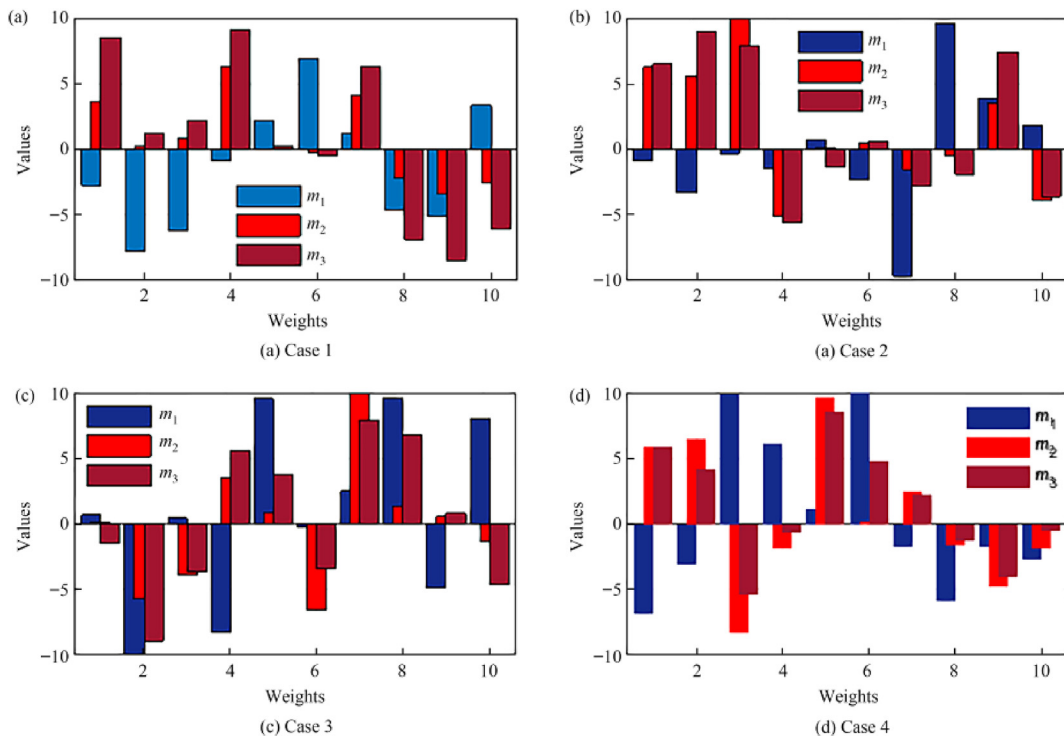 (a)
10
5
0
−5
−10
Values
m₁
m₂
m₃
2 4 6 8 10
Weights
(a) Case 1
(b)
10
5
0
−5
−10
Values
m₁
m₂
m₃
2 4 6 8 10
Weights
(a) Case 2
(c)
10
5
0
−5
−10
Values
m₁
m₂
m₃
2 4 6 8 10
Weights
(c) Case 3
(d)
10
5
0
−5
−10
Values
m₁
m₂
m₃
2 4 6 8 10
Weights
(d) Case 4